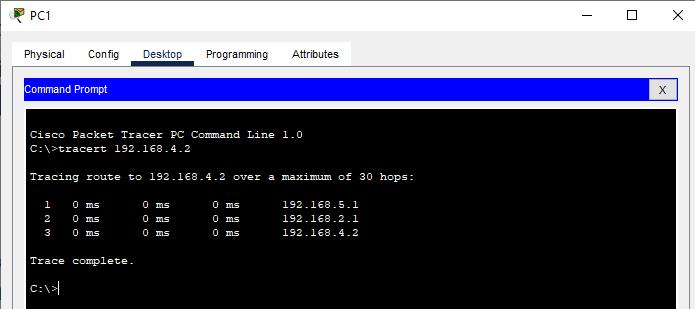 PC1
Physical Config Desktop Programming Attributes
Command Prompt X
Cisco Packet Tracer PC Command Line 1.0
C:\>tracert 192.168.4.2
Tracing route to 192.168.4.2 over a maximum of 30 hops:
1 0 ms 0 ms 0 ms 192.168.5.1
2 0 ms 0 ms 0 ms 192.168.2.1
3 0 ms 0 ms 0 ms 192.168.4.2
Trace complete.
C:\>